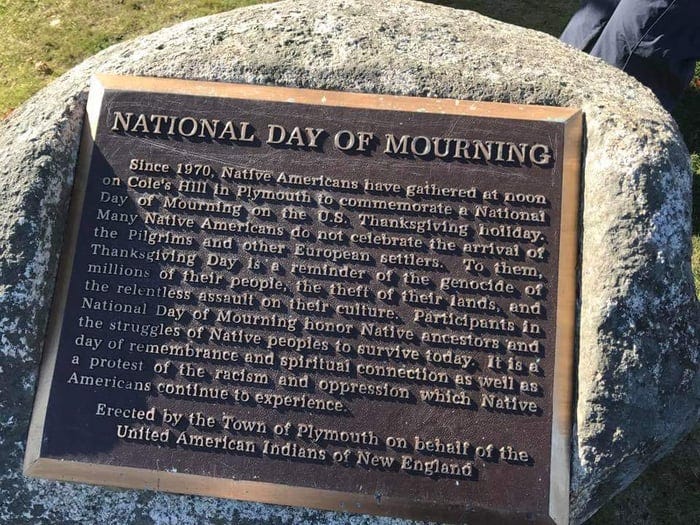 NATIONAL DAY OF MOURNING
Since 1970, Native Americans have gathered at noon
on Cole's Hill in Plymouth to commemorate a National
Day of Mourning on the U.S. Thanksgiving holiday.
Many Native Americans do not celebrate the arrival of
the Pilgrims and other European settlers. To them,
Thanksgiving Day is a reminder of the genocide of
millions of their people, the theft of their lands, and
the relentless assault on their culture. Participants in
National Day of Mourning honor Native ancestors and
the struggles of Native peoples to survive today. It is a
day of remembrance and spiritual connection as well as
a protest of the racism and oppression which Native
Americans continue to experience.
Erected by the Town of Plymouth on behalf of the
United American Indians of New England